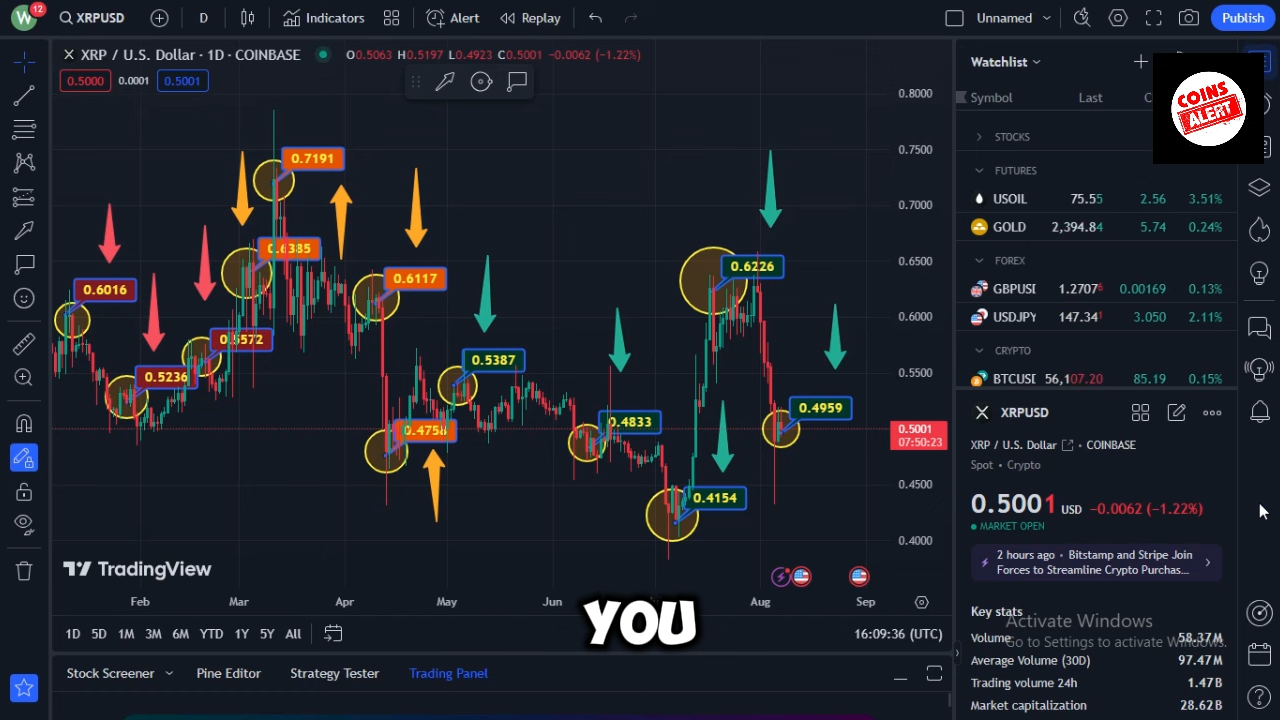 W 12 XRPUSD D Indicators Alert Replay Unnamed Publish
XRP / U.S. Dollar · 1D · COINBASE O0.5063 H0.5197 L0.4923 C0.5001 −0.0062 (−1.22%)
0.5000 0.0001 0.5001
0.8000
0.7500
0.7000
0.6500
0.6000
0.5500
0.5001
07:50:23
0.4500
0.4000
0.7191
0.6385
0.6016
0.6117
0.6226
0.5572
0.5387
0.5236
0.4959
0.4758
0.4833
0.4154
TradingView
Feb Mar Apr May Jun Aug Sep
YOU
1D 5D 1M 3M 6M YTD 1Y 5Y All 16:09:36 (UTC)
Stock Screener Pine Editor Strategy Tester Trading Panel
Watchlist
COINS
ALERT
Symbol Last C
STOCKS
FUTURES
USOIL 75.55 2.56 3.51%
GOLD 2,394.84 5.74 0.24%
FOREX
GBPUSI 1.2707⁶ 0.00169 0.13%
USDJPY 147.34¹ 3.050 2.11%
CRYPTO
BTCUSI 56,107.20 85.19 0.15%
XRPUSD
XRP / U.S. Dollar COINBASE
Spot • Crypto
0.5001 USD −0.0062 (−1.22%)
MARKET OPEN
2 hours ago • Bitstamp and Stripe Join
Forces to Streamline Crypto Purchas...
Key stats
Activate Windows
Go to Settings to activate Windows.
Volume 58.37M
Average Volume (30D) 97.47M
Trading volume 24h 1.47B
Market capitalization 28.62B